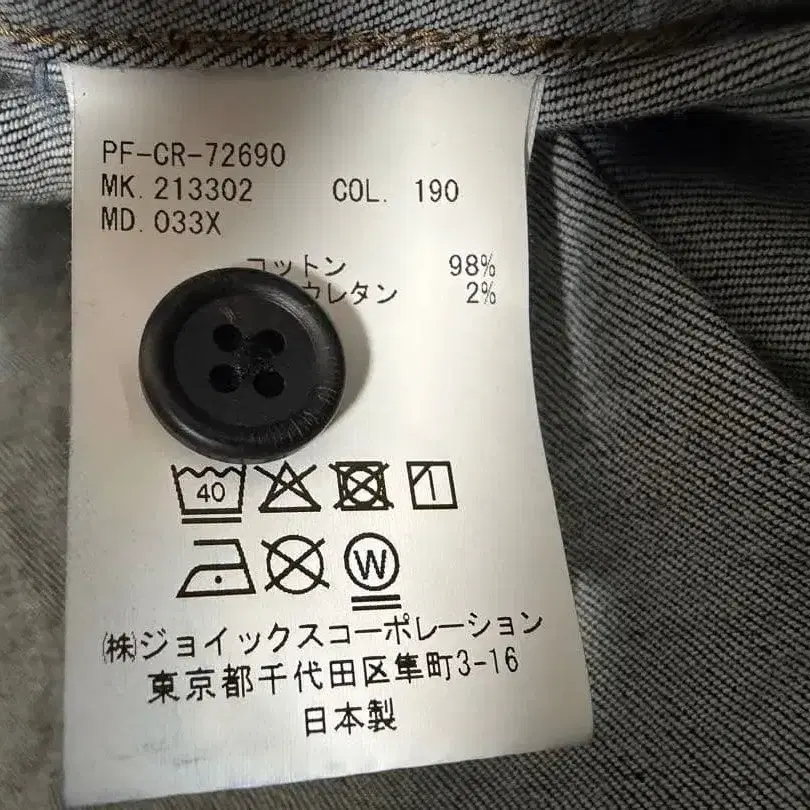 PF-CR-72690
MK. 213302 COL. 190
MD. 033X
コットン 98%
ウレタン 2%
40
W
㈱ジョイックスコーポレーション
東京都千代田区隼町3-16
日本製